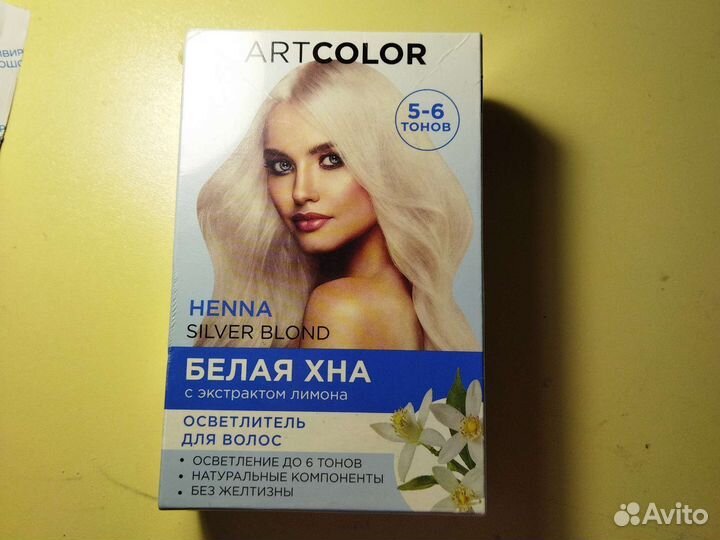 ARTCOLOR
5-6
ТОНОВ
HENNA
SILVER BLOND
БЕЛАЯ ХНА
с экстрактом лимона
ОСВЕТЛИТЕЛЬ
ДЛЯ ВОЛОС
• ОСВЕТЛЕНИЕ ДО 6 ТОНОВ
• НАТУРАЛЬНЫЕ КОМПОНЕНТЫ
• БЕЗ ЖЕЛТИЗНЫ
Avito